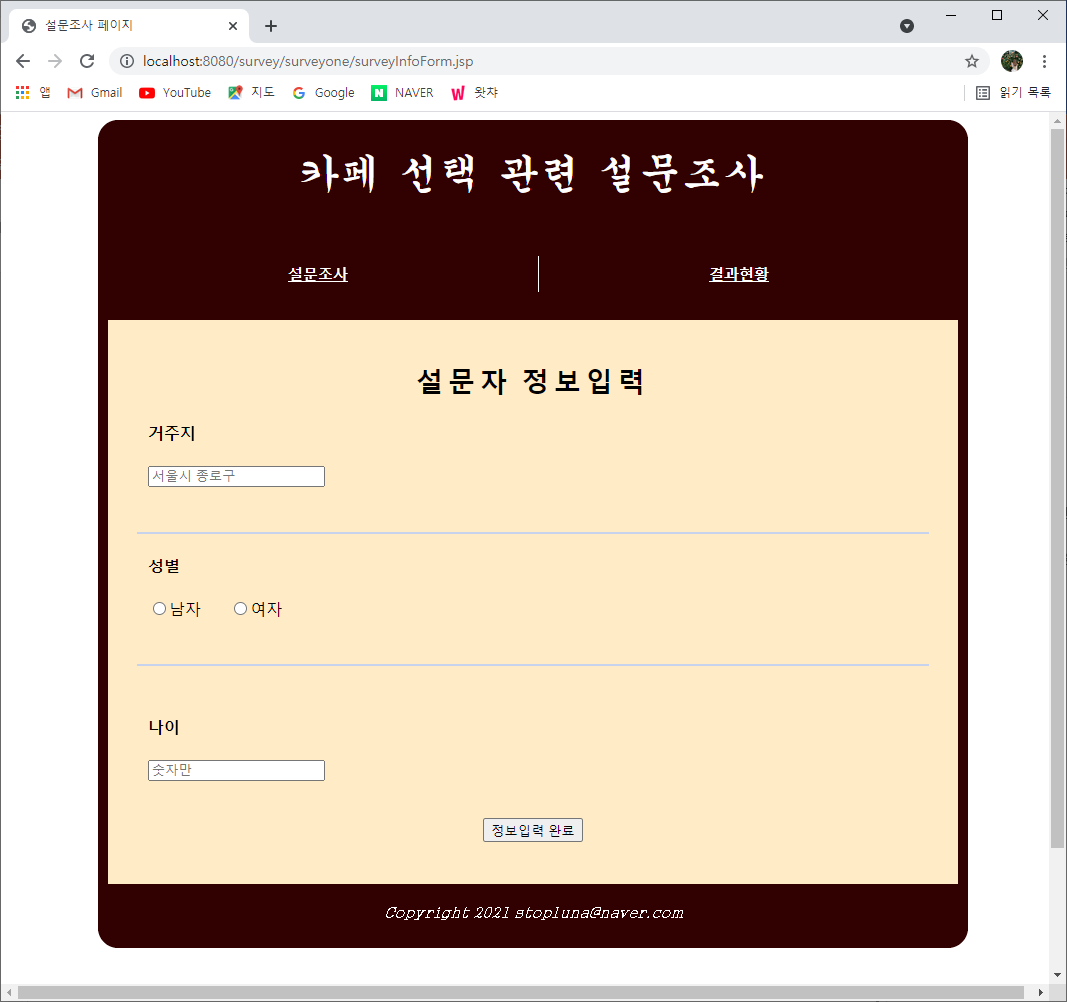 설문조사 페이지
localhost:8080/survey/surveyone/surveyInfoForm.jsp
앱 Gmail YouTube 지도 Google N NAVER W 왓챠 읽기 목록
카페 선택 관련 설문조사
설문조사 결과현황
설문자 정보입력
거주지
서울시 종로구
성별
남자 여자
나이
숫자만
정보입력 완료
Copyright 2021 stopluna@naver.com